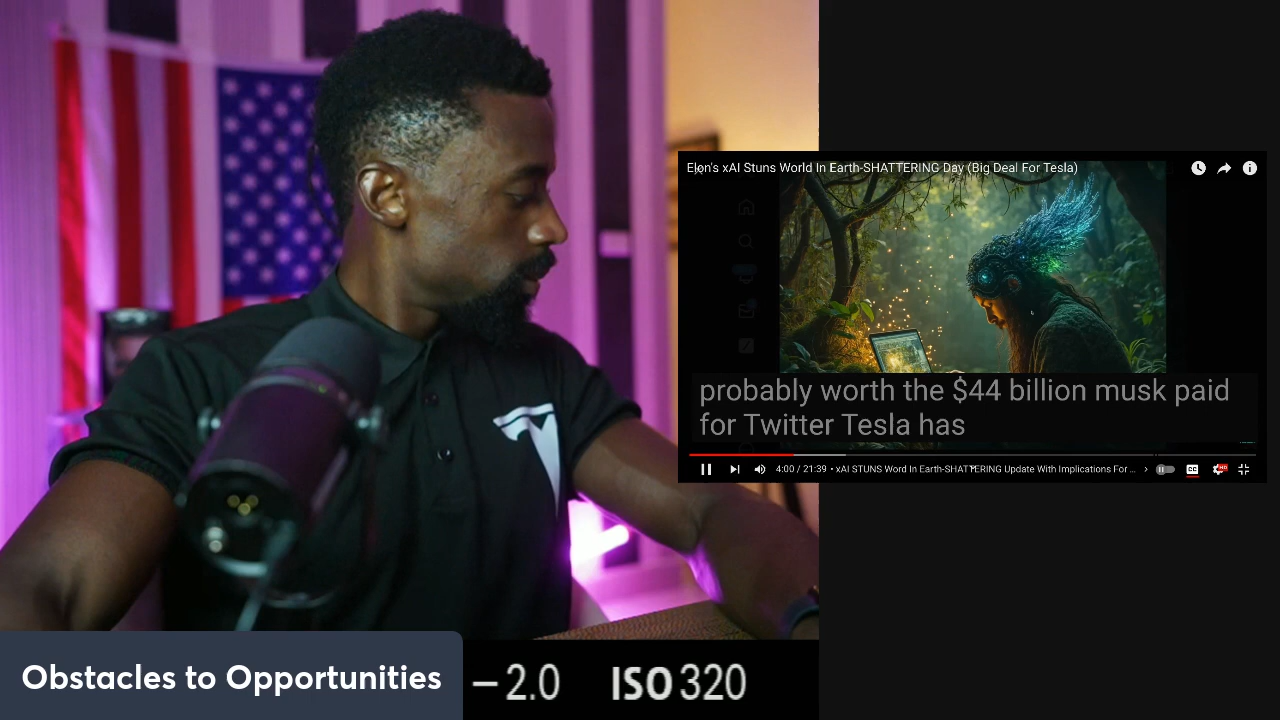 Elon's xAI Stuns World In Earth-SHATTERING Day (Big Deal For Tesla)
probably worth the $44 billion musk paid
for Twitter Tesla has
4:00 / 21:39 • xAI STUNS Word In Earth-SHATTERING Update With Implications For ...
CC
HD
Obstacles to Opportunities
– 2.0 ISO 320